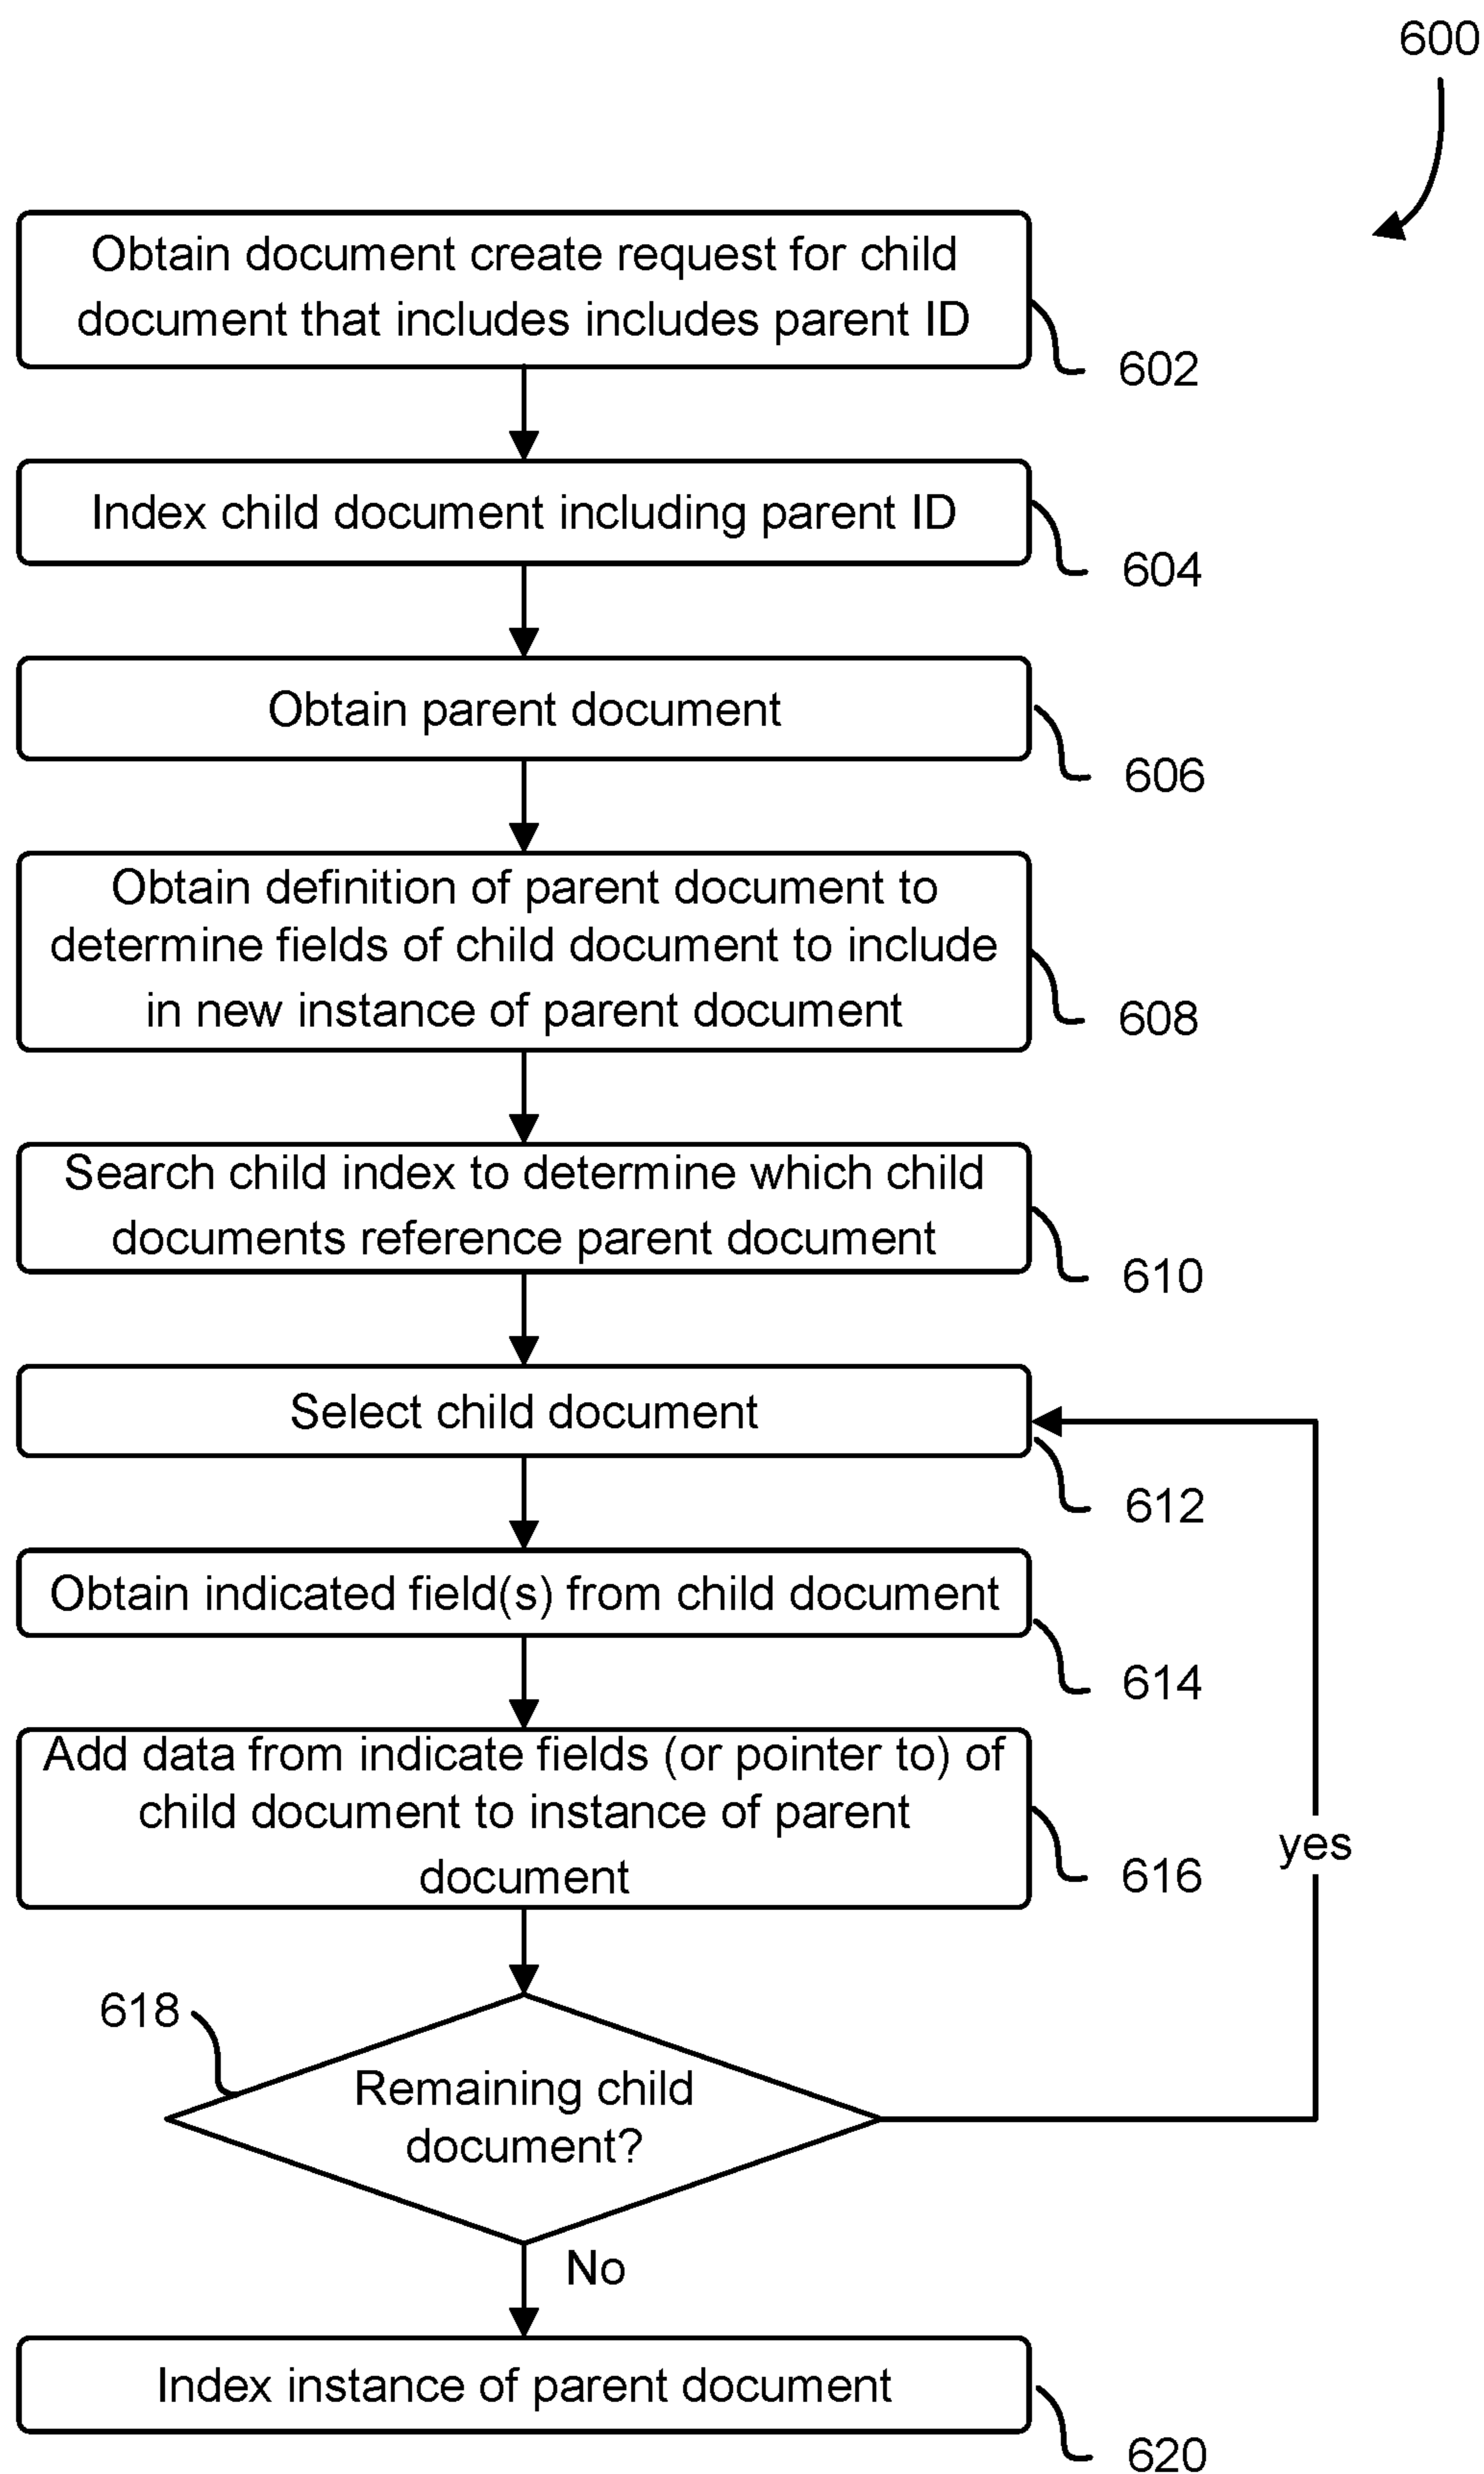 600
Obtain document create request for child
document that includes includes parent ID
602
Index child document including parent ID
604
Obtain parent document
606
Obtain definition of parent document to
determine fields of child document to include
in new instance of parent document
608
Search child index to determine which child
documents reference parent document
610
Select child document
612
Obtain indicated field(s) from child document
614
Add data from indicate fields (or pointer to) of
child document to instance of parent
document
616
yes
618
Remaining child
document?
No
Index instance of parent document
620